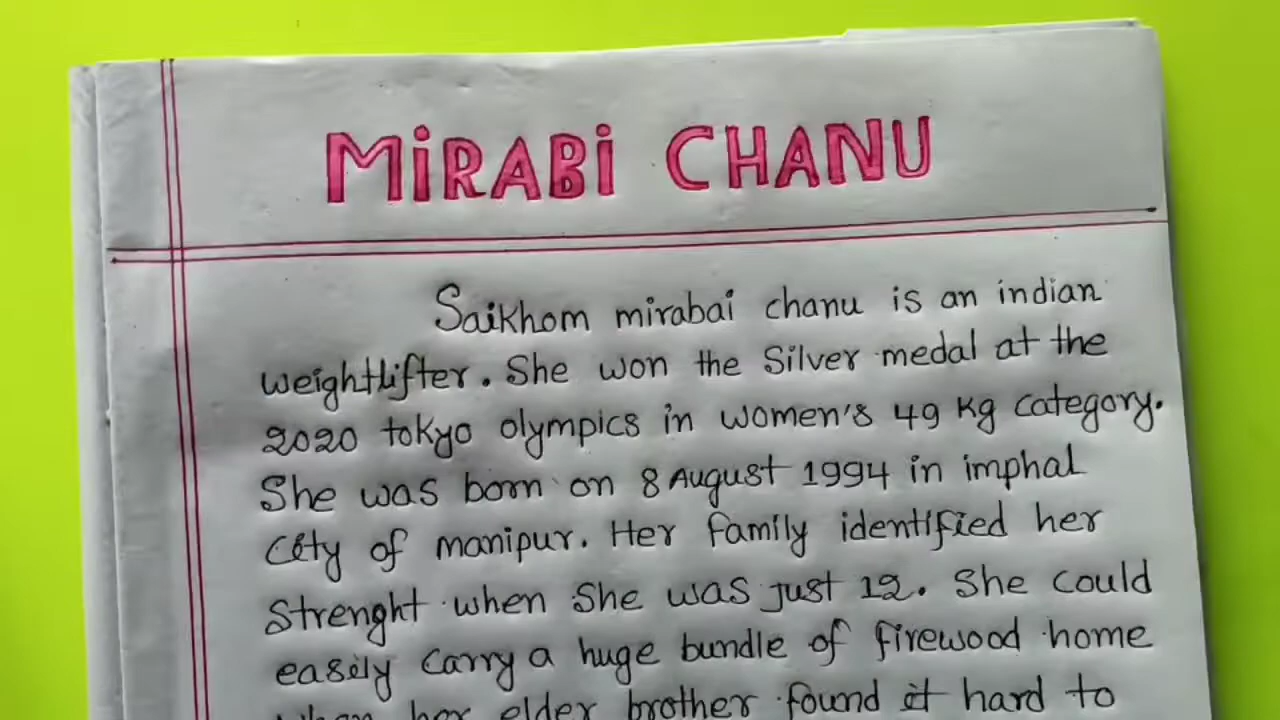 MiRABi CHANU
Saikhom mirabai chanu is an indian
weightlifter. She won the Silver medal at the
2020 tokyo olympics in women's 49 Kg category.
She was born on 8 August 1994 in imphal
City of manipur. Her family identified her
Strenght when She was just 12. She could
easily carry a huge bundle of firewood home
when her elder brother found it hard to